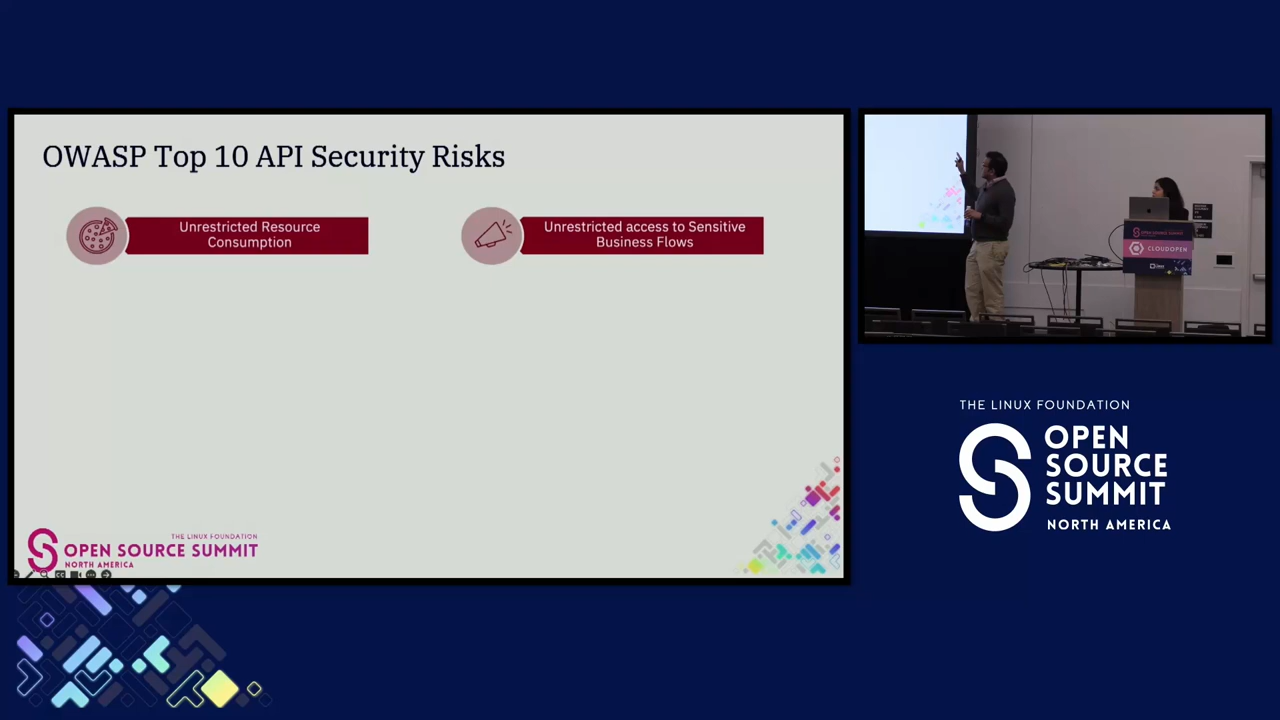 OWASP Top 10 API Security Risks
Unrestricted Resource
Consumption
Unrestricted access to Sensitive
Business Flows
THE LINUX FOUNDATION
OPEN SOURCE SUMMIT
NORTH AMERICA
CLOUDOPEN
THE LINUX FOUNDATION
OPEN
SOURCE
SUMMIT
NORTH AMERICA